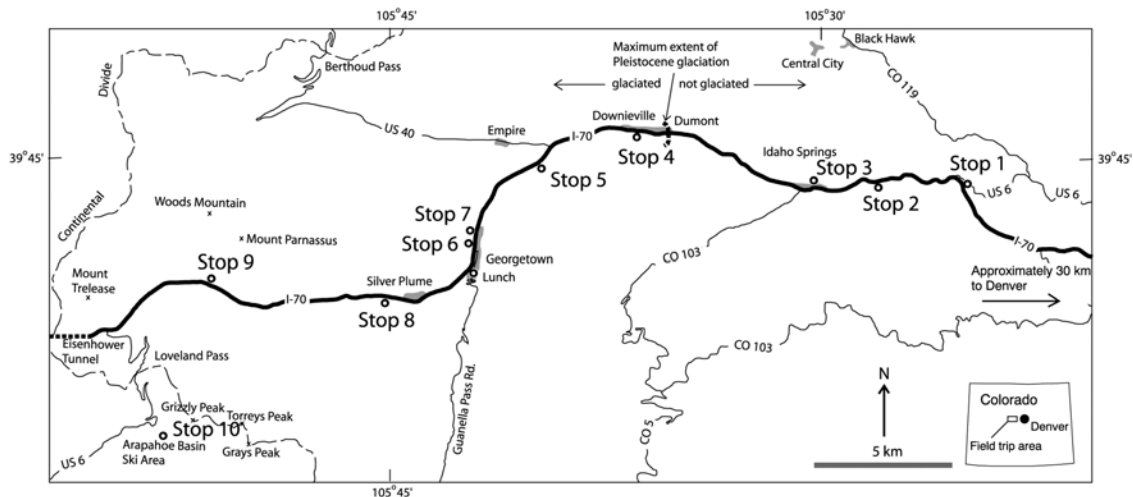 105°45'
105°30'
Black Hawk
Central City
Maximum extent of
Pleistocene glaciation
glaciated
not glaciated
Berthoud Pass
Divide
CO 119
US 40
Empire
Downieville
Dumont
I-70
39°45'
39°45'
Stop 4
Idaho Springs
Stop 3
Stop 1
US 6
US 6
Stop 5
Stop 2
Woods Mountain
Continental
Stop 7
Stop 6
Mount Parnassus
CO 103
I-70
Stop 9
Georgetown
Lunch
Silver Plume
Mount
Trelease
Approximately 30 km
to Denver
I-70
Stop 8
Eisenhower
Tunnel
Loveland Pass
CO 103
Guanella Pass Rd.
N
Colorado
Denver
Field trip area
Grizzly Peak
Torreys Peak
Stop 10
Grays Peak
Arapahoe Basin
Ski Area
US 6
CO 5
5 km
105°45'